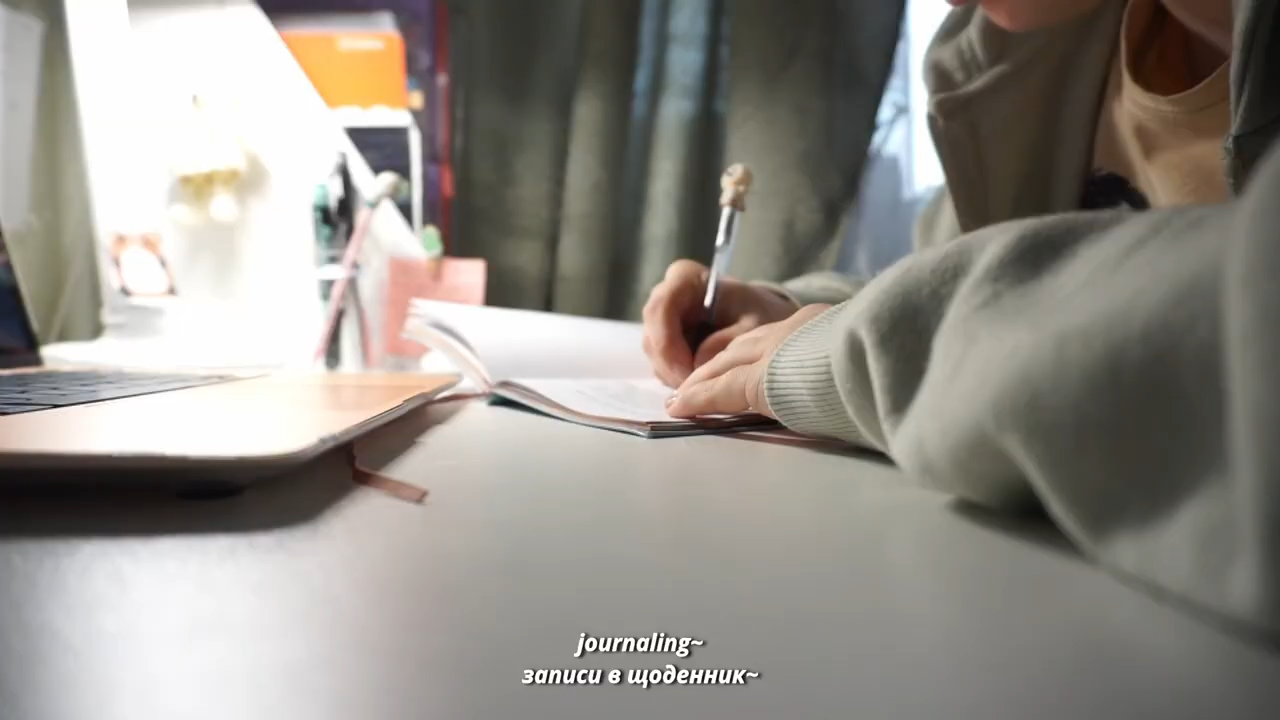 journaling~
записи в щоденник~